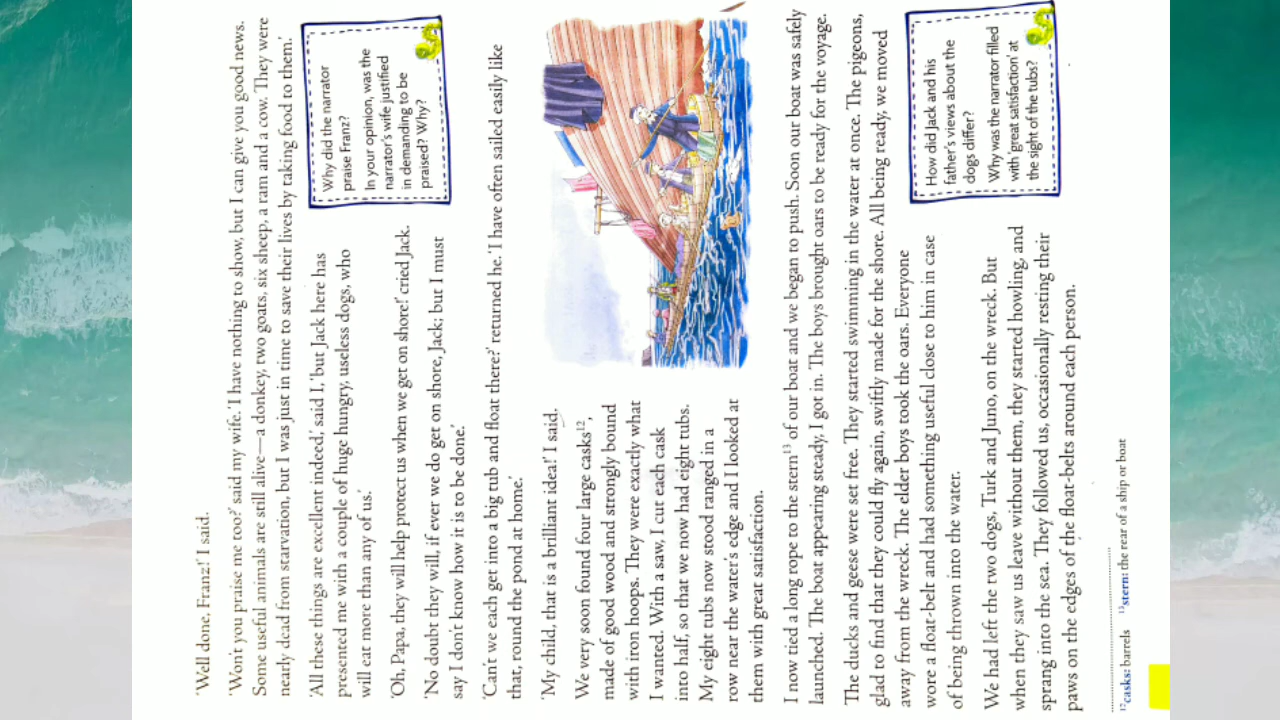 'Well done, Franz!' I said.
'Won't you praise me too?' said my wife. 'I have nothing to show, but I can give you good news.
Some useful animals are still alive—a donkey, two goats, six sheep, a ram and a cow. They were
nearly dead from starvation, but I was just in time to save their lives by taking food to them.'
'All these things are excellent indeed,' said I, 'but Jack here has
presented me with a couple of huge hungry, useless dogs, who
will eat more than any of us.'
'Oh, Papa, they will help protect us when we get on shore!' cried Jack.
'No doubt they will, if ever we do get on shore, Jack; but I must
say I don't know how it is to be done.'
Why did the narrator
praise Franz?
In your opinion, was the
narrator's wife justified
in demanding to be
praised? Why?
'Can't we each get into a big tub and float there?' returned he. 'I have often sailed easily like
that, round the pond at home.'
'My child, that is a brilliant idea!' I said.
We very soon found four large casks12,
made of good wood and strongly bound
with iron hoops. They were exactly what
I wanted. With a saw, I cut each cask
into half, so that we now had eight tubs.
My eight tubs now stood ranged in a
row near the water's edge and I looked at
them with great satisfaction.
I now tied a long rope to the stern13 of our boat and we began to push. Soon our boat was safely
launched. The boat appearing steady, I got in. The boys brought oars to be ready for the voyage.
The ducks and geese were set free. They started swimming in the water at once. The pigeons,
glad to find that they could fly again, swiftly made for the shore. All being ready, we moved
away from the wreck. The elder boys took the oars. Everyone
wore a float-belt and had something useful close to him in case
of being thrown into the water.
We had left the two dogs, Turk and Juno, on the wreck. But
when they saw us leave without them, they started howling, and
sprang into the sea. They followed us, occasionally resting their
paws on the edges of the float-belts around each person.
How did Jack and his
father's views about the
dogs differ?
Why was the narrator filled
with 'great satisfaction' at
the sight of the tubs?
12casks: barrels 13stern: the rear of a ship or boat